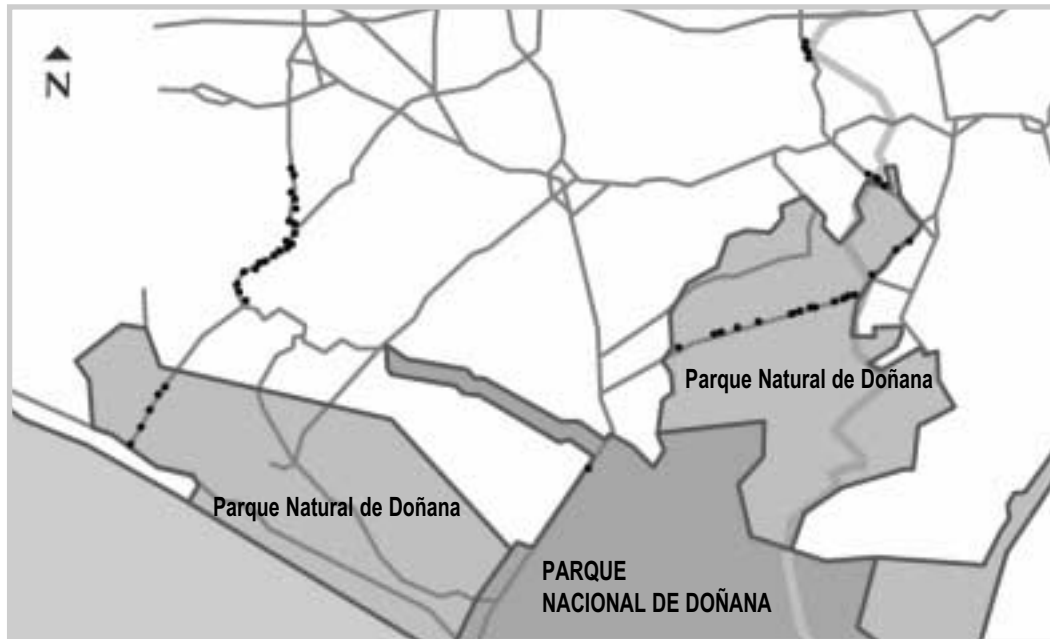 N
Parque Natural de Doñana
Parque Natural de Doñana
PARQUE
NACIONAL DE DOÑANA